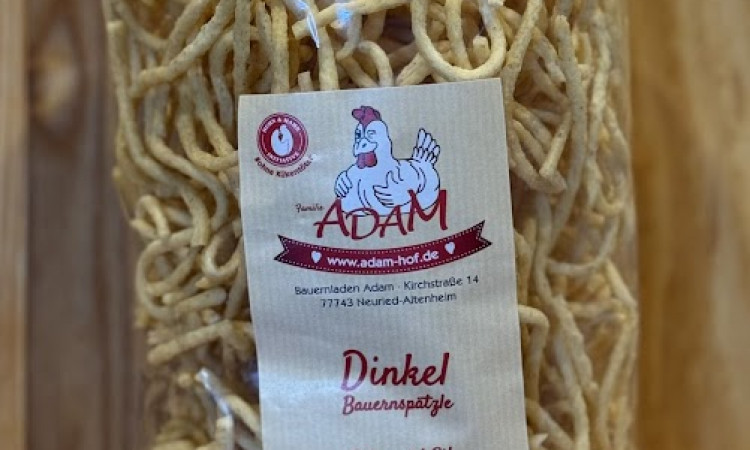 Familie
ADAM
www.adam-hof.de
Bauernladen Adam · Kirchstraße 14
77743 Neuried-Altenheim
Dinkel
Bauernspätzle